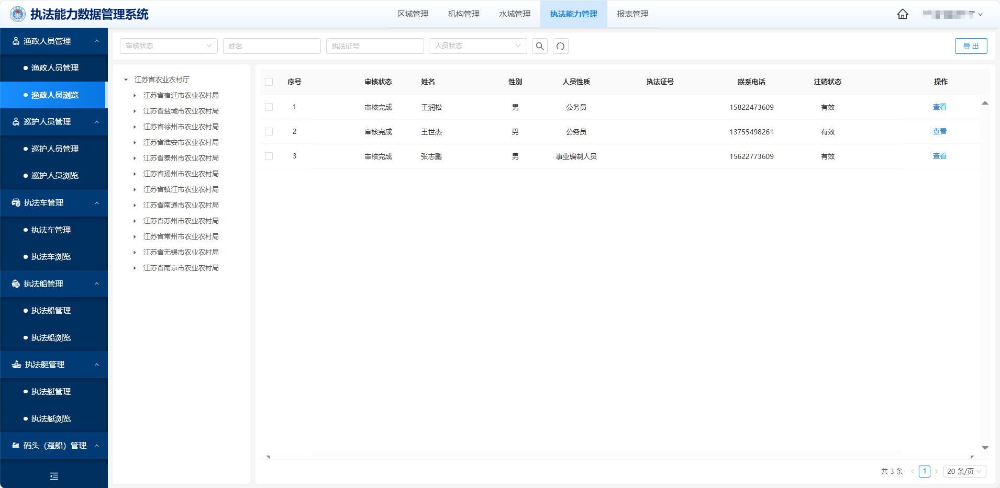 执法能力数据管理系统
区域管理 机构管理 水域管理 执法能力管理 报表管理
渔政人员管理
渔政人员管理
渔政人员浏览
巡护人员管理
巡护人员管理
巡护人员浏览
执法车管理
执法车管理
执法车浏览
执法船管理
执法船管理
执法船浏览
执法艇管理
执法艇管理
执法艇浏览
码头（趸船）管理
审核状态 姓名 执法证号 人员状态 导 出
江苏省农业农村厅
江苏省宿迁市农业农村局
江苏省盐城市农业农村局
江苏省徐州市农业农村局
江苏省淮安市农业农村局
江苏省泰州市农业农村局
江苏省扬州市农业农村局
江苏省镇江市农业农村局
江苏省南通市农业农村局
江苏省苏州市农业农村局
江苏省常州市农业农村局
江苏省无锡市农业农村局
江苏省南京市农业农村局
序号 审核状态 姓名 性别 人员性质 执法证号 联系电话 注销状态 操作
1 审核完成 王润松 男 公务员 15822473609 有效 查看
2 审核完成 王世杰 男 公务员 13755498261 有效 查看
3 审核完成 张志鹏 男 事业编制人员 15622773609 有效 查看
共 3 条 < 1 > 20 条/页